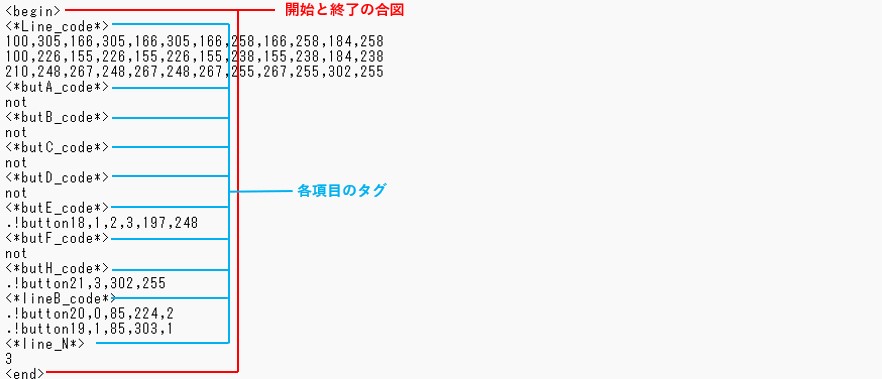 <begin>
開始と終了の合図
<*Line_code*>
100,305,166,305,166,305,166,258,166,258,184,258
100,226,155,226,155,226,155,238,155,238,184,238
210,248,267,248,267,248,267,255,267,255,302,255
<*butA_code*>
not
<*butB_code*>
not
<*butC_code*>
not
<*butD_code*>
not
各項目のタグ
<*butE_code*>
.!button18,1,2,3,197,248
<*butF_code*>
not
<*butH_code*>
.!button21,3,302,255
<*lineB_code*>
.!button20,0,85,224,2
.!button19,1,85,303,1
<*line_N*>
3
<end>